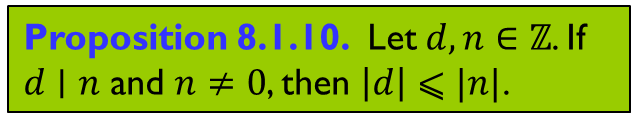 Proposition 8.1.10. Let 𝑑, 𝑛 ∈ ℤ. If
𝑑 ∣ 𝑛 and 𝑛 ≠ 0, then |𝑑| ⩽ |𝑛|.